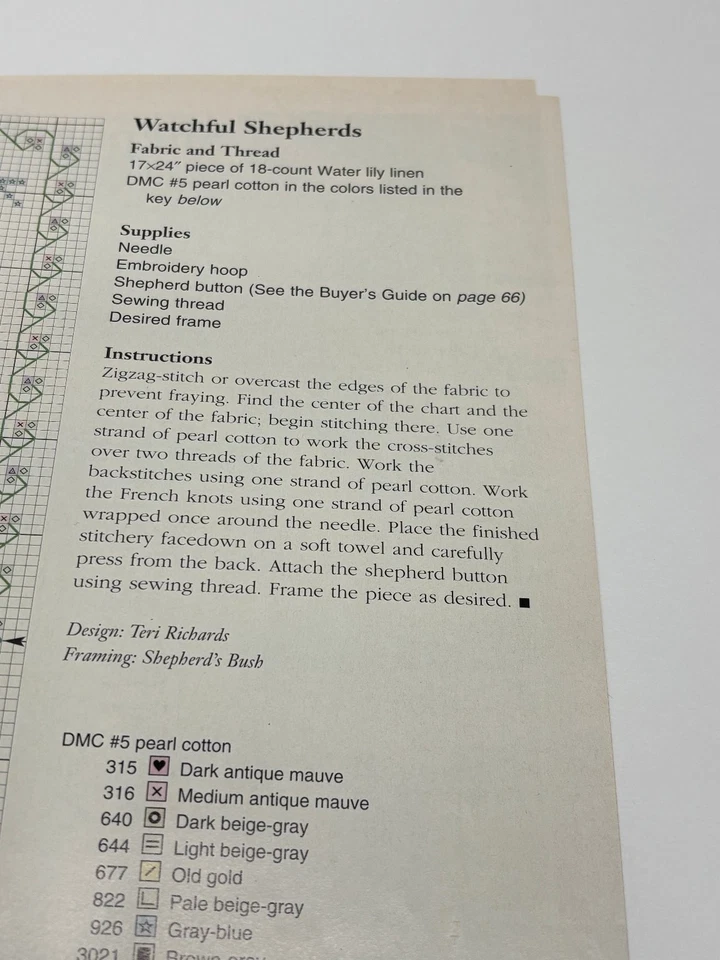 Watchful Shepherds
Fabric and Thread
17×24″ piece of 18-count Water lily linen
DMC #5 pearl cotton in the colors listed in the
key below
Supplies
Needle
Embroidery hoop
Shepherd button (See the Buyer's Guide on page 66)
Sewing thread
Desired frame
Instructions
Zigzag-stitch or overcast the edges of the fabric to
prevent fraying. Find the center of the chart and the
center of the fabric; begin stitching there. Use one
strand of pearl cotton to work the cross-stitches
over two threads of the fabric. Work the
backstitches using one strand of pearl cotton. Work
the French knots using one strand of pearl cotton
wrapped once around the needle. Place the finished
stitchery facedown on a soft towel and carefully
press from the back. Attach the shepherd button
using sewing thread. Frame the piece as desired. ■
Design: Teri Richards
Framing: Shepherd's Bush
DMC #5 pearl cotton
315 Dark antique mauve
316 Medium antique mauve
640 Dark beige-gray
644 Light beige-gray
677 Old gold
822 Pale beige-gray
926 Gray-blue
3021 Brown-gray